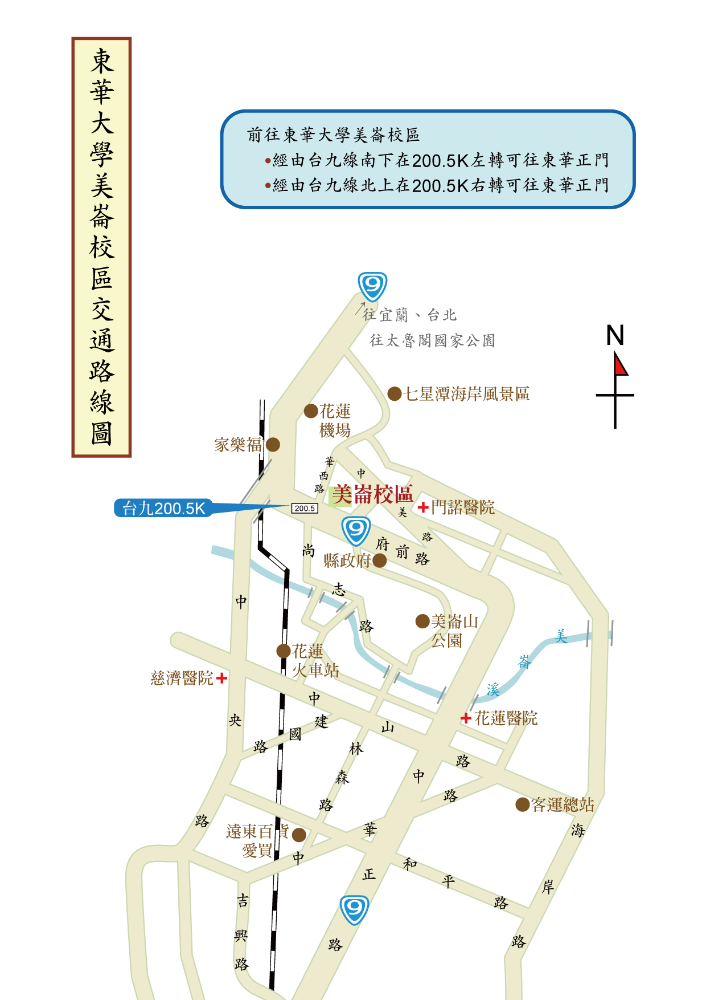 東華大學美崙校區交通路線圖
前往東華大學美崙校區
•經由台九線南下在200.5K左轉可往東華正門
•經由台九線北上在200.5K右轉可往東華正門
9
往宜蘭、台北
往太魯閣國家公園
N
七星潭海岸風景區
花蓮
機場
家樂福
華西路
中美路
美崙校區
台九200.5K
200.5
門諾醫院
9
府前路
縣政府
尚志路
美崙山
公園
美崙溪
花蓮
火車站
慈濟醫院
花蓮醫院
中央路
中山路
建國路
林森路
中華路
客運總站
海岸路
遠東百貨
愛買
和平路
中正路
吉興路
9
路